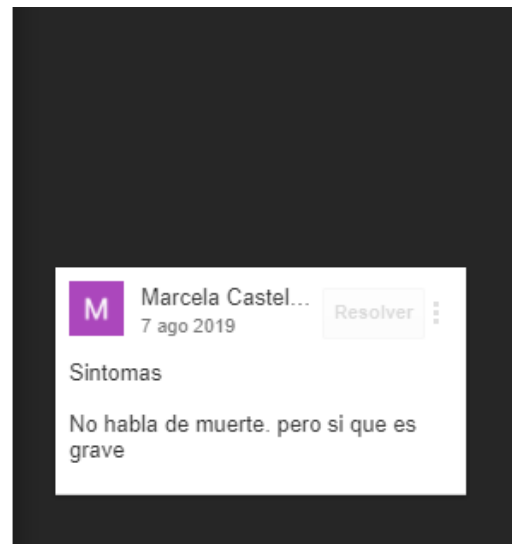 M
Marcela Castel...
Resolver
7 ago 2019
Sintomas
No habla de muerte. pero si que es
grave